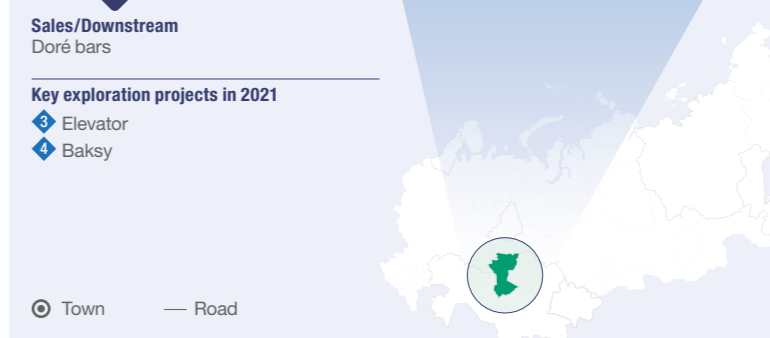 Sales/Downstream
Doré bars
Key exploration projects in 2021
3 Elevator
4 Baksy
Town
Road